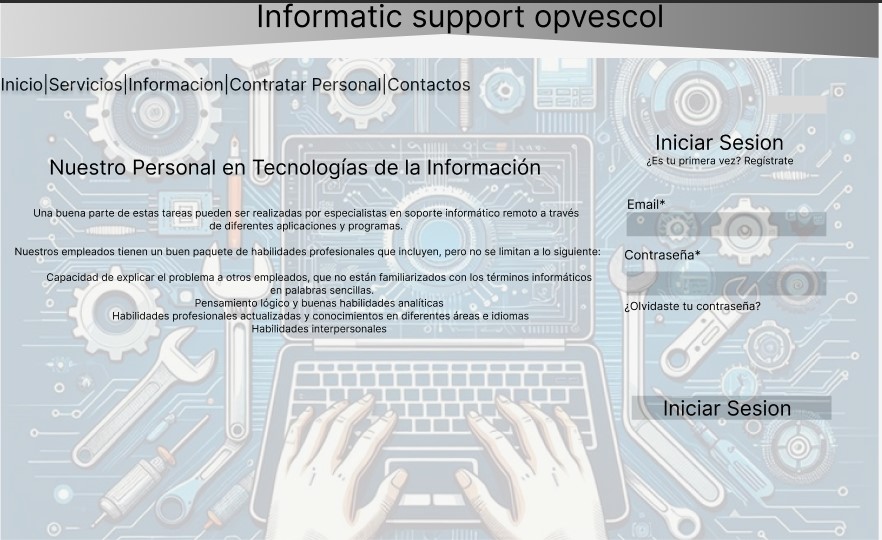 Informatic support opvescol
Inicio|Servicios|Informacion|Contratar Personal|Contactos
Nuestro Personal en Tecnologías de la Información
Una buena parte de estas tareas pueden ser realizadas por especialistas en soporte informático remoto a través
de diferentes aplicaciones y programas.
Nuestros empleados tienen un buen paquete de habilidades profesionales que incluyen, pero no se limitan a lo siguiente:
Capacidad de explicar el problema a otros empleados, que no están familiarizados con los términos informáticos
en palabras sencillas.
Pensamiento lógico y buenas habilidades analíticas
Habilidades profesionales actualizadas y conocimientos en diferentes áreas e idiomas
Habilidades interpersonales
Iniciar Sesion
¿Es tu primera vez? Regístrate
Email*
Contraseña*
¿Olvidaste tu contraseña?
Iniciar Sesion